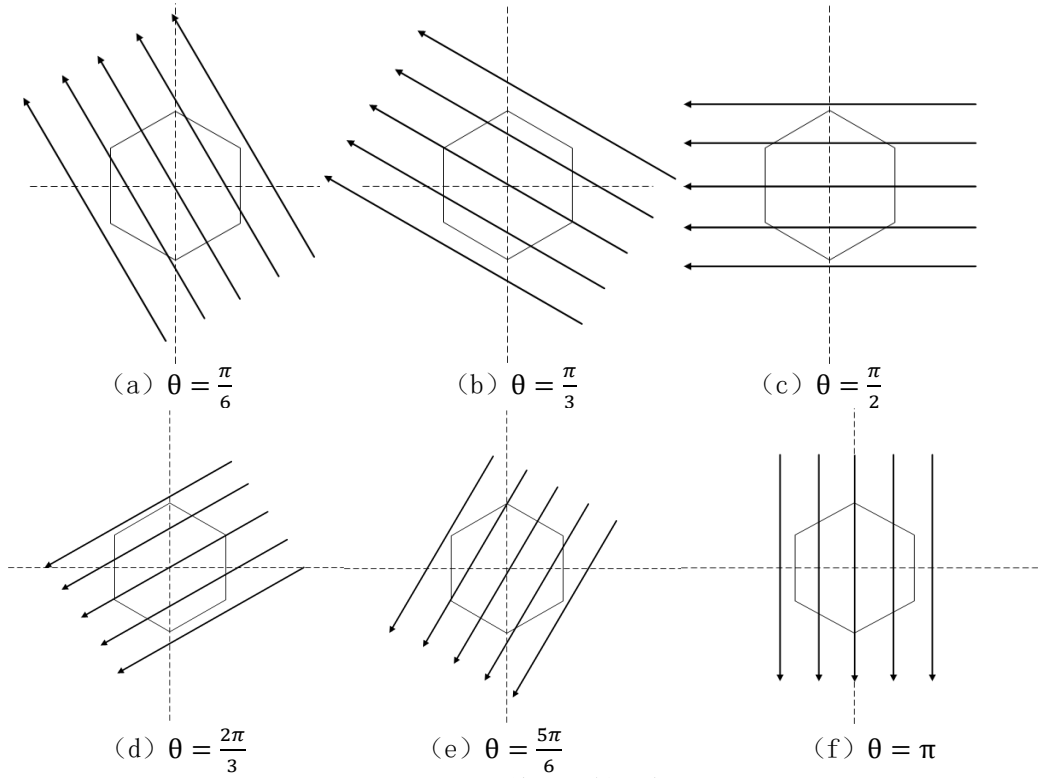 （a）θ = π/6
（b）θ = π/3
（c）θ = π/2
（d）θ = 2π/3
（e）θ = 5π/6
（f）θ = π